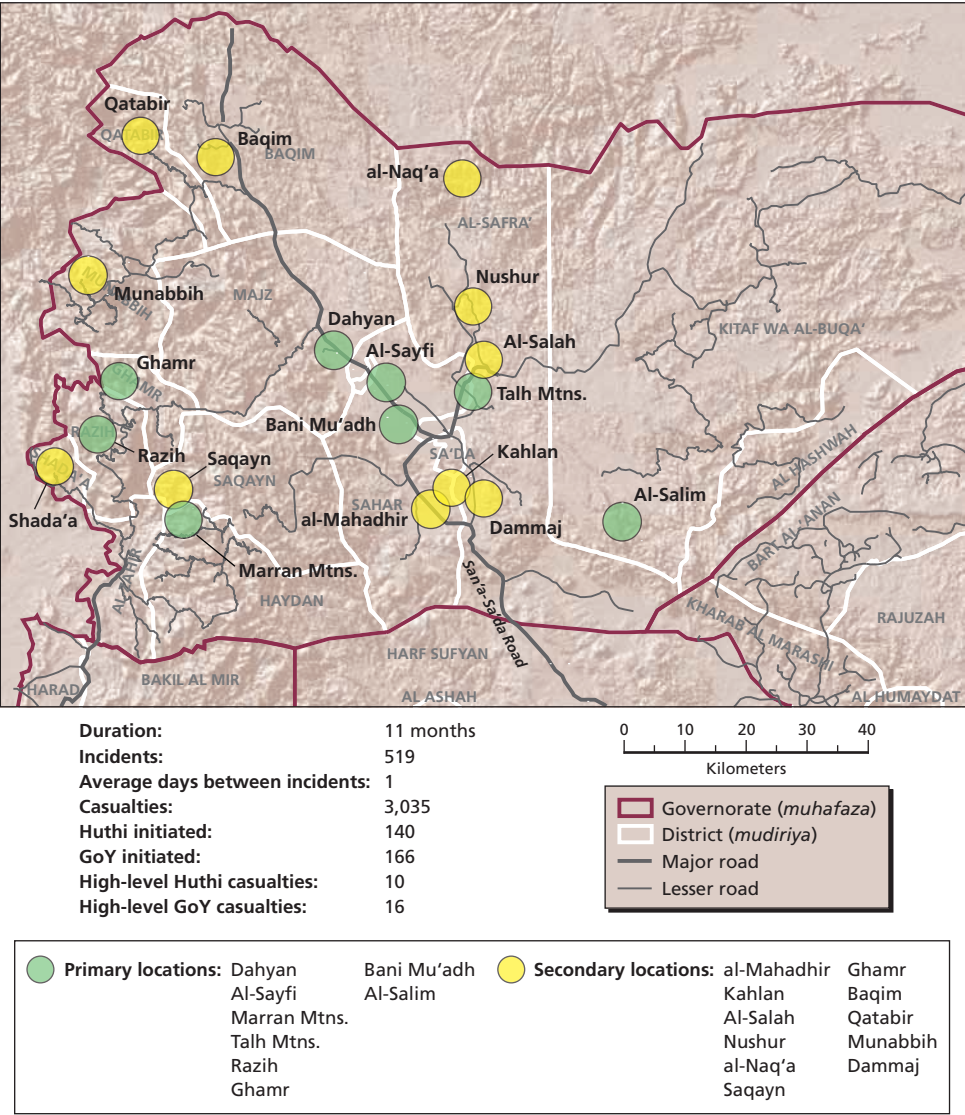 Qatabir
QATABIR
Baqim
BAQIM
al-Naq'a
AL-SAFRA'
Munabbih
MUNABBIH
MAJZ
Nushur
KITAF WA AL-BUQA'
Dahyan
Al-Sayfi
Al-Salah
Ghamr
GHAMR
Talh Mtns.
Bani Mu'adh
RAZIH
Razih
SA'DA
Kahlan
AL HASHWAH
Saqayn
SAQAYN
SHADA'A
Shada'a
SAHAR
al-Mahadhir
Dammaj
Al-Salim
BART AL-'ANAN
Marran Mtns.
AL ZAHIR
HAYDAN
San'a-Sa'da Road
KHARAB AL MARASHI
RAJUZAH
HARF SUFYAN
BAKIL AL MIR
HARAD
AL ASHAH
AL HUMAYDAT
Duration: 11 months
Incidents: 519
Average days between incidents: 1
Casualties: 3,035
Huthi initiated: 140
GoY initiated: 166
High-level Huthi casualties: 10
High-level GoY casualties: 16
0 10 20 30 40
Kilometers
Governorate (muhafaza)
District (mudiriya)
Major road
Lesser road
Primary locations: Dahyan Bani Mu'adh
Al-Sayfi Al-Salim
Marran Mtns.
Talh Mtns.
Razih
Ghamr
Secondary locations: al-Mahadhir Ghamr
Kahlan Baqim
Al-Salah Qatabir
Nushur Munabbih
al-Naq'a Dammaj
Saqayn